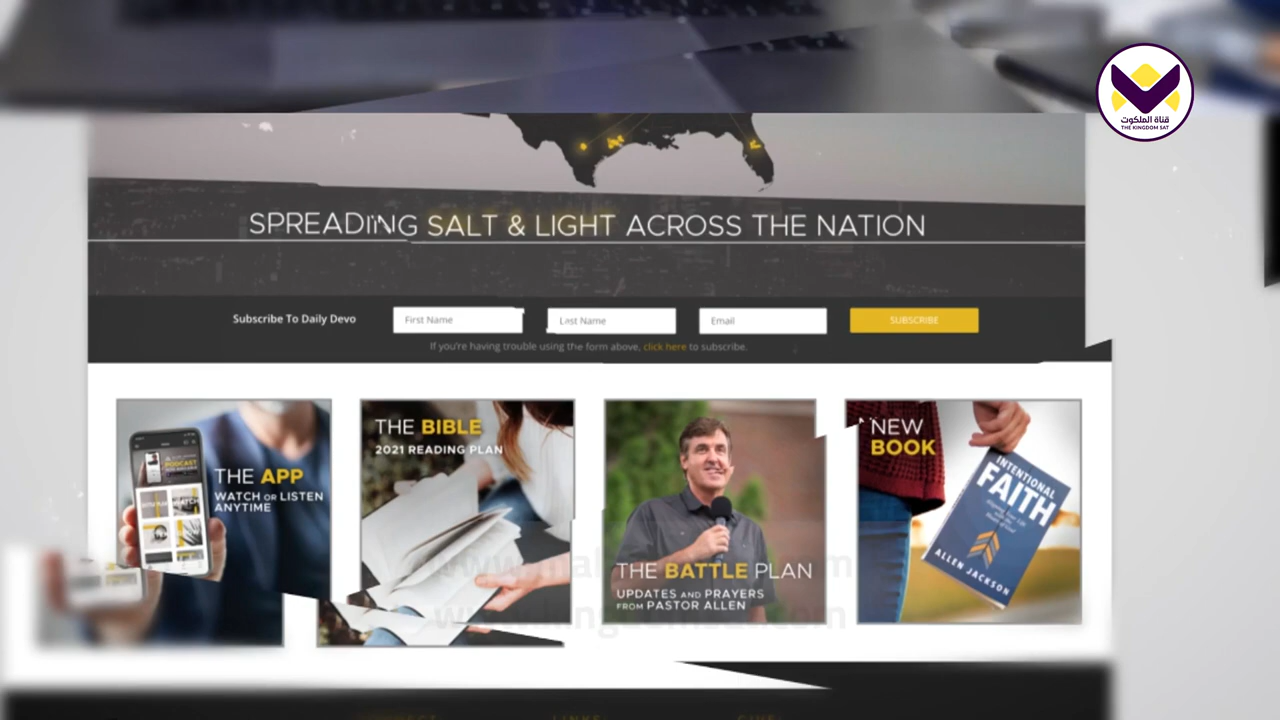 قناة الملكوت
THE KINGDOM SAT
SPREADING SALT & LIGHT ACROSS THE NATION
Subscribe To Daily Devo
First Name
Last Name
Email
SUBSCRIBE
If you're having trouble using the form above, click here to subscribe.
THE APP
WATCH OR LISTEN
ANYTIME
PODCAST
THE BIBLE
2021 READING PLAN
THE BATTLE PLAN
UPDATES AND PRAYERS
FROM PASTOR ALLEN
NEW
BOOK
INTENTIONAL
FAITH
ALLEN JACKSON
LINKS